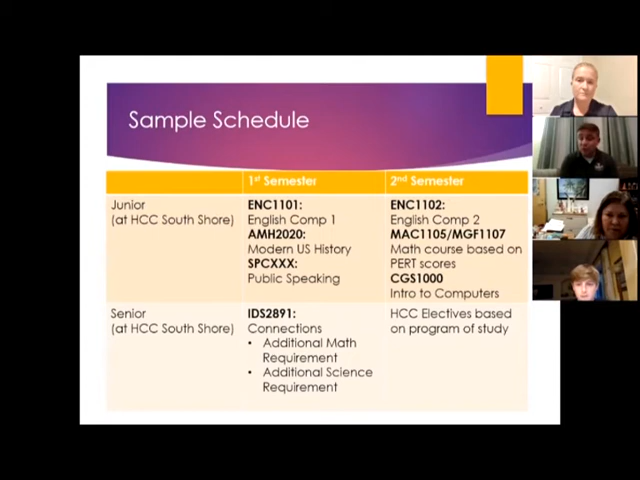 Sample Schedule
1st Semester
2nd Semester
Junior
(at HCC South Shore)
ENC1101:
English Comp 1
AMH2020:
Modern US History
SPCXXX:
Public Speaking
ENC1102:
English Comp 2
MAC1105/MGF1107
Math course based on
PERT scores
CGS1000
Intro to Computers
Senior
(at HCC South Shore)
IDS2891:
Connections
• Additional Math
Requirement
• Additional Science
Requirement
HCC Electives based
on program of study